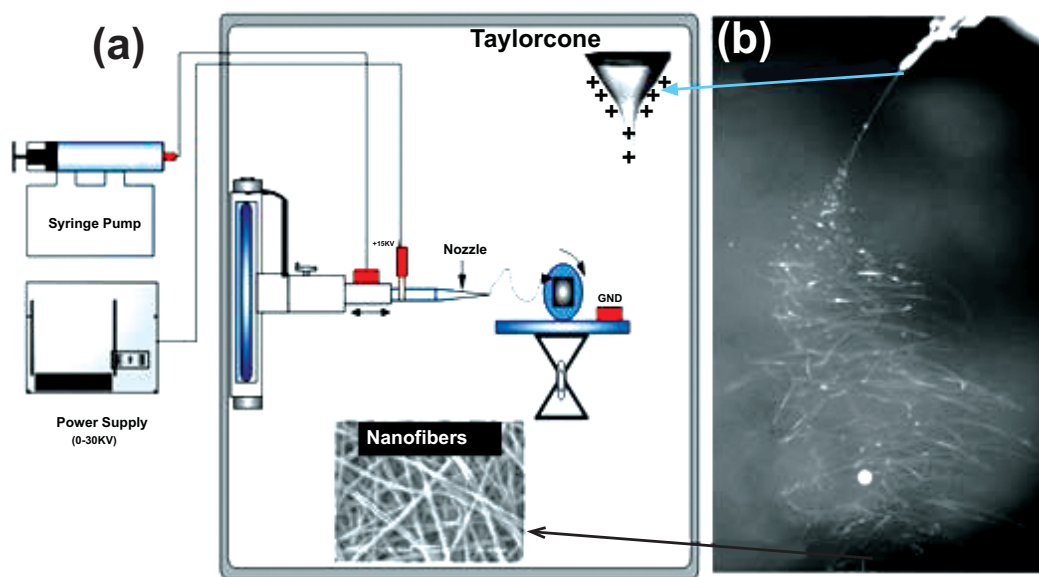 (a)
Taylorcone
(b)
Syringe Pump
+15KV
Nozzle
GND
Power Supply
(0-30KV)
Nanofibers